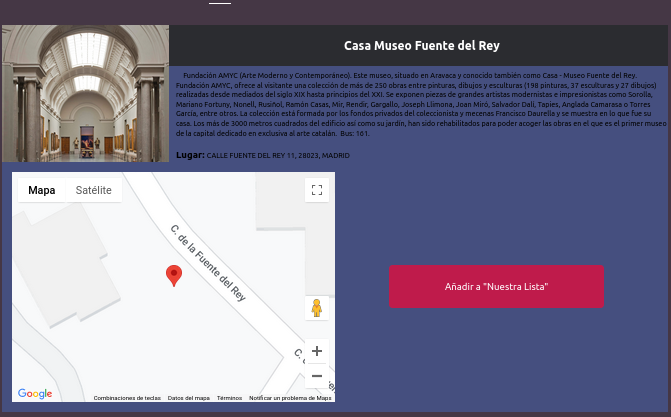 Casa Museo Fuente del Rey
Fundación AMYC (Arte Moderno y Contemporáneo). Este museo, situado en Aravaca y conocido también como Casa - Museo Fuente del Rey.
Fundación AMYC, ofrece al visitante una colección de más de 250 obras entre pinturas, dibujos y esculturas (198 pinturas, 37 esculturas y 27 dibujos)
realizadas desde mediados del siglo XIX hasta principios del XXI. Se exponen piezas de grandes artistas modernistas e impresionistas como Sorolla,
Mariano Fortuny, Nonell, Rusiñol, Ramón Casas, Mir, Rendir, Gargallo, Joseph Llimona, Joan Miró, Salvador Dalí, Tapies, Anglada Camarasa o Torres
García, entre otros. La colección está formada por los fondos privados del coleccionista y mecenas Francisco Daurella y se muestra en lo que fue su
casa. Los más de 3000 metros cuadrados del edificio así como su jardín, han sido rehabilitados para poder acoger las obras en el que es el primer museo
de la capital dedicado en exclusiva al arte catalán. Bus: 161.
Lugar: CALLE FUENTE DEL REY 11, 28023, MADRID
Mapa Satélite
C. de la Fuente del Rey
Añadir a "Nuestra Lista"
Google Combinaciones de teclas Datos del mapa Términos Notificar un problema de Maps